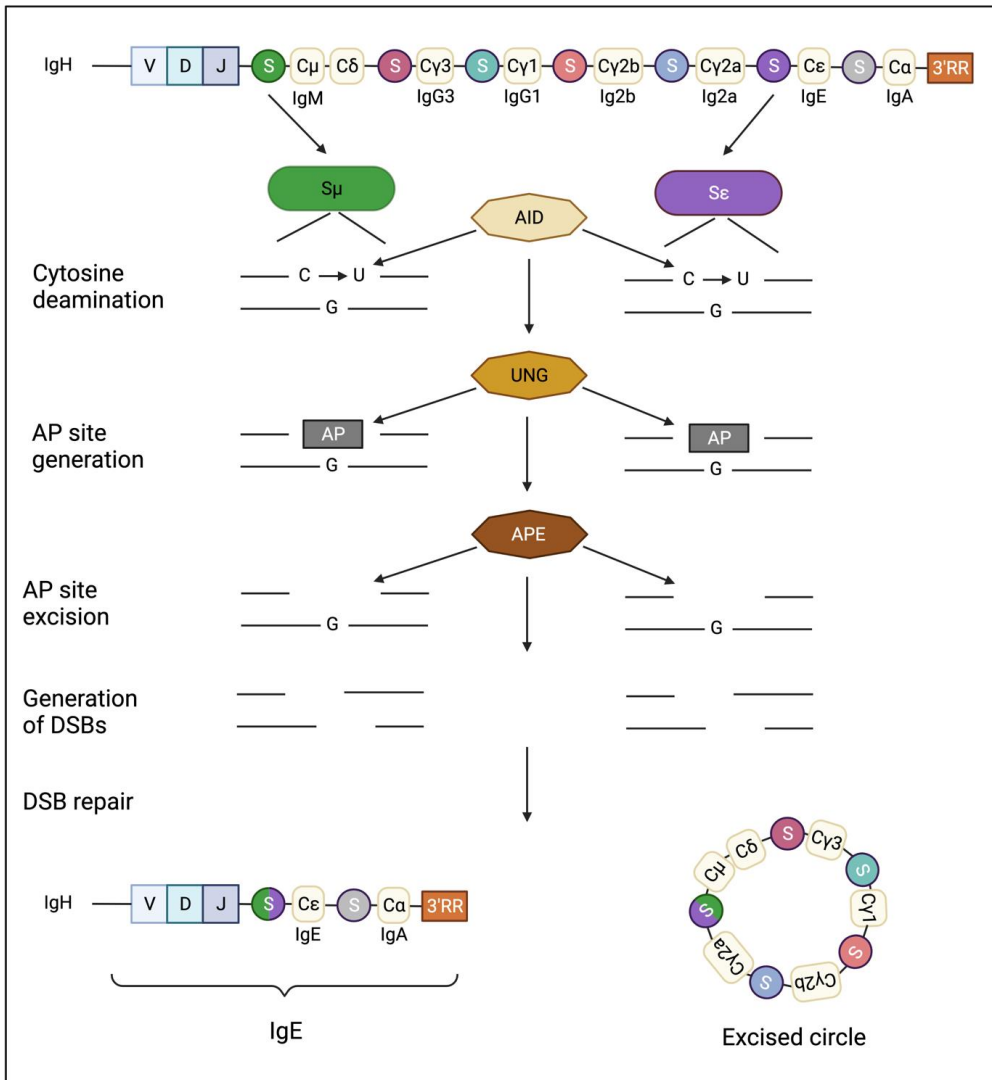 IgH V D J S Cμ Cδ S Cγ3 S Cγ1 S Cγ2b S Cγ2a S Cε S Cα 3'RR
IgM IgG3 IgG1 Ig2b Ig2a IgE IgA
Sμ Sε
AID
Cytosine
deamination
C U C U
G G
UNG
AP site
generation
AP AP
G G
APE
AP site
excision
G G
Generation
of DSBs
DSB repair
IgH V D J S Cε S Cα 3'RR
IgE IgA
IgE
Cμ Cδ S Cγ3 S Cγ1 S Cγ2b S Cγ2a S
Excised circle